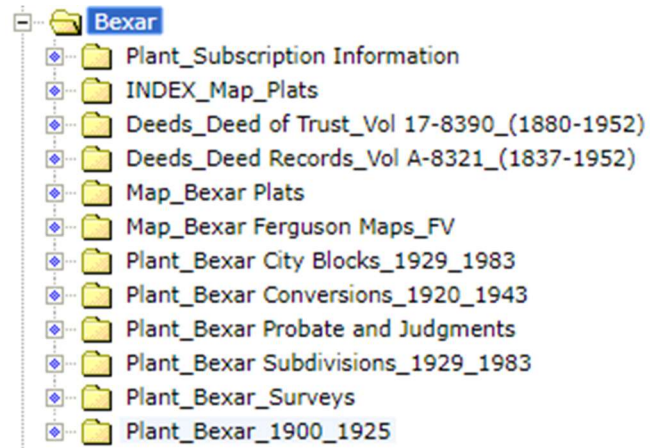 Bexar
Plant_Subscription Information
INDEX_Map_Plats
Deeds_Deed of Trust_Vol 17-8390_(1880-1952)
Deeds_Deed Records_Vol A-8321_(1837-1952)
Map_Bexar Plats
Map_Bexar Ferguson Maps_FV
Plant_Bexar City Blocks_1929_1983
Plant_Bexar Conversions_1920_1943
Plant_Bexar Probate and Judgments
Plant_Bexar Subdivisions_1929_1983
Plant_Bexar_Surveys
Plant_Bexar_1900_1925